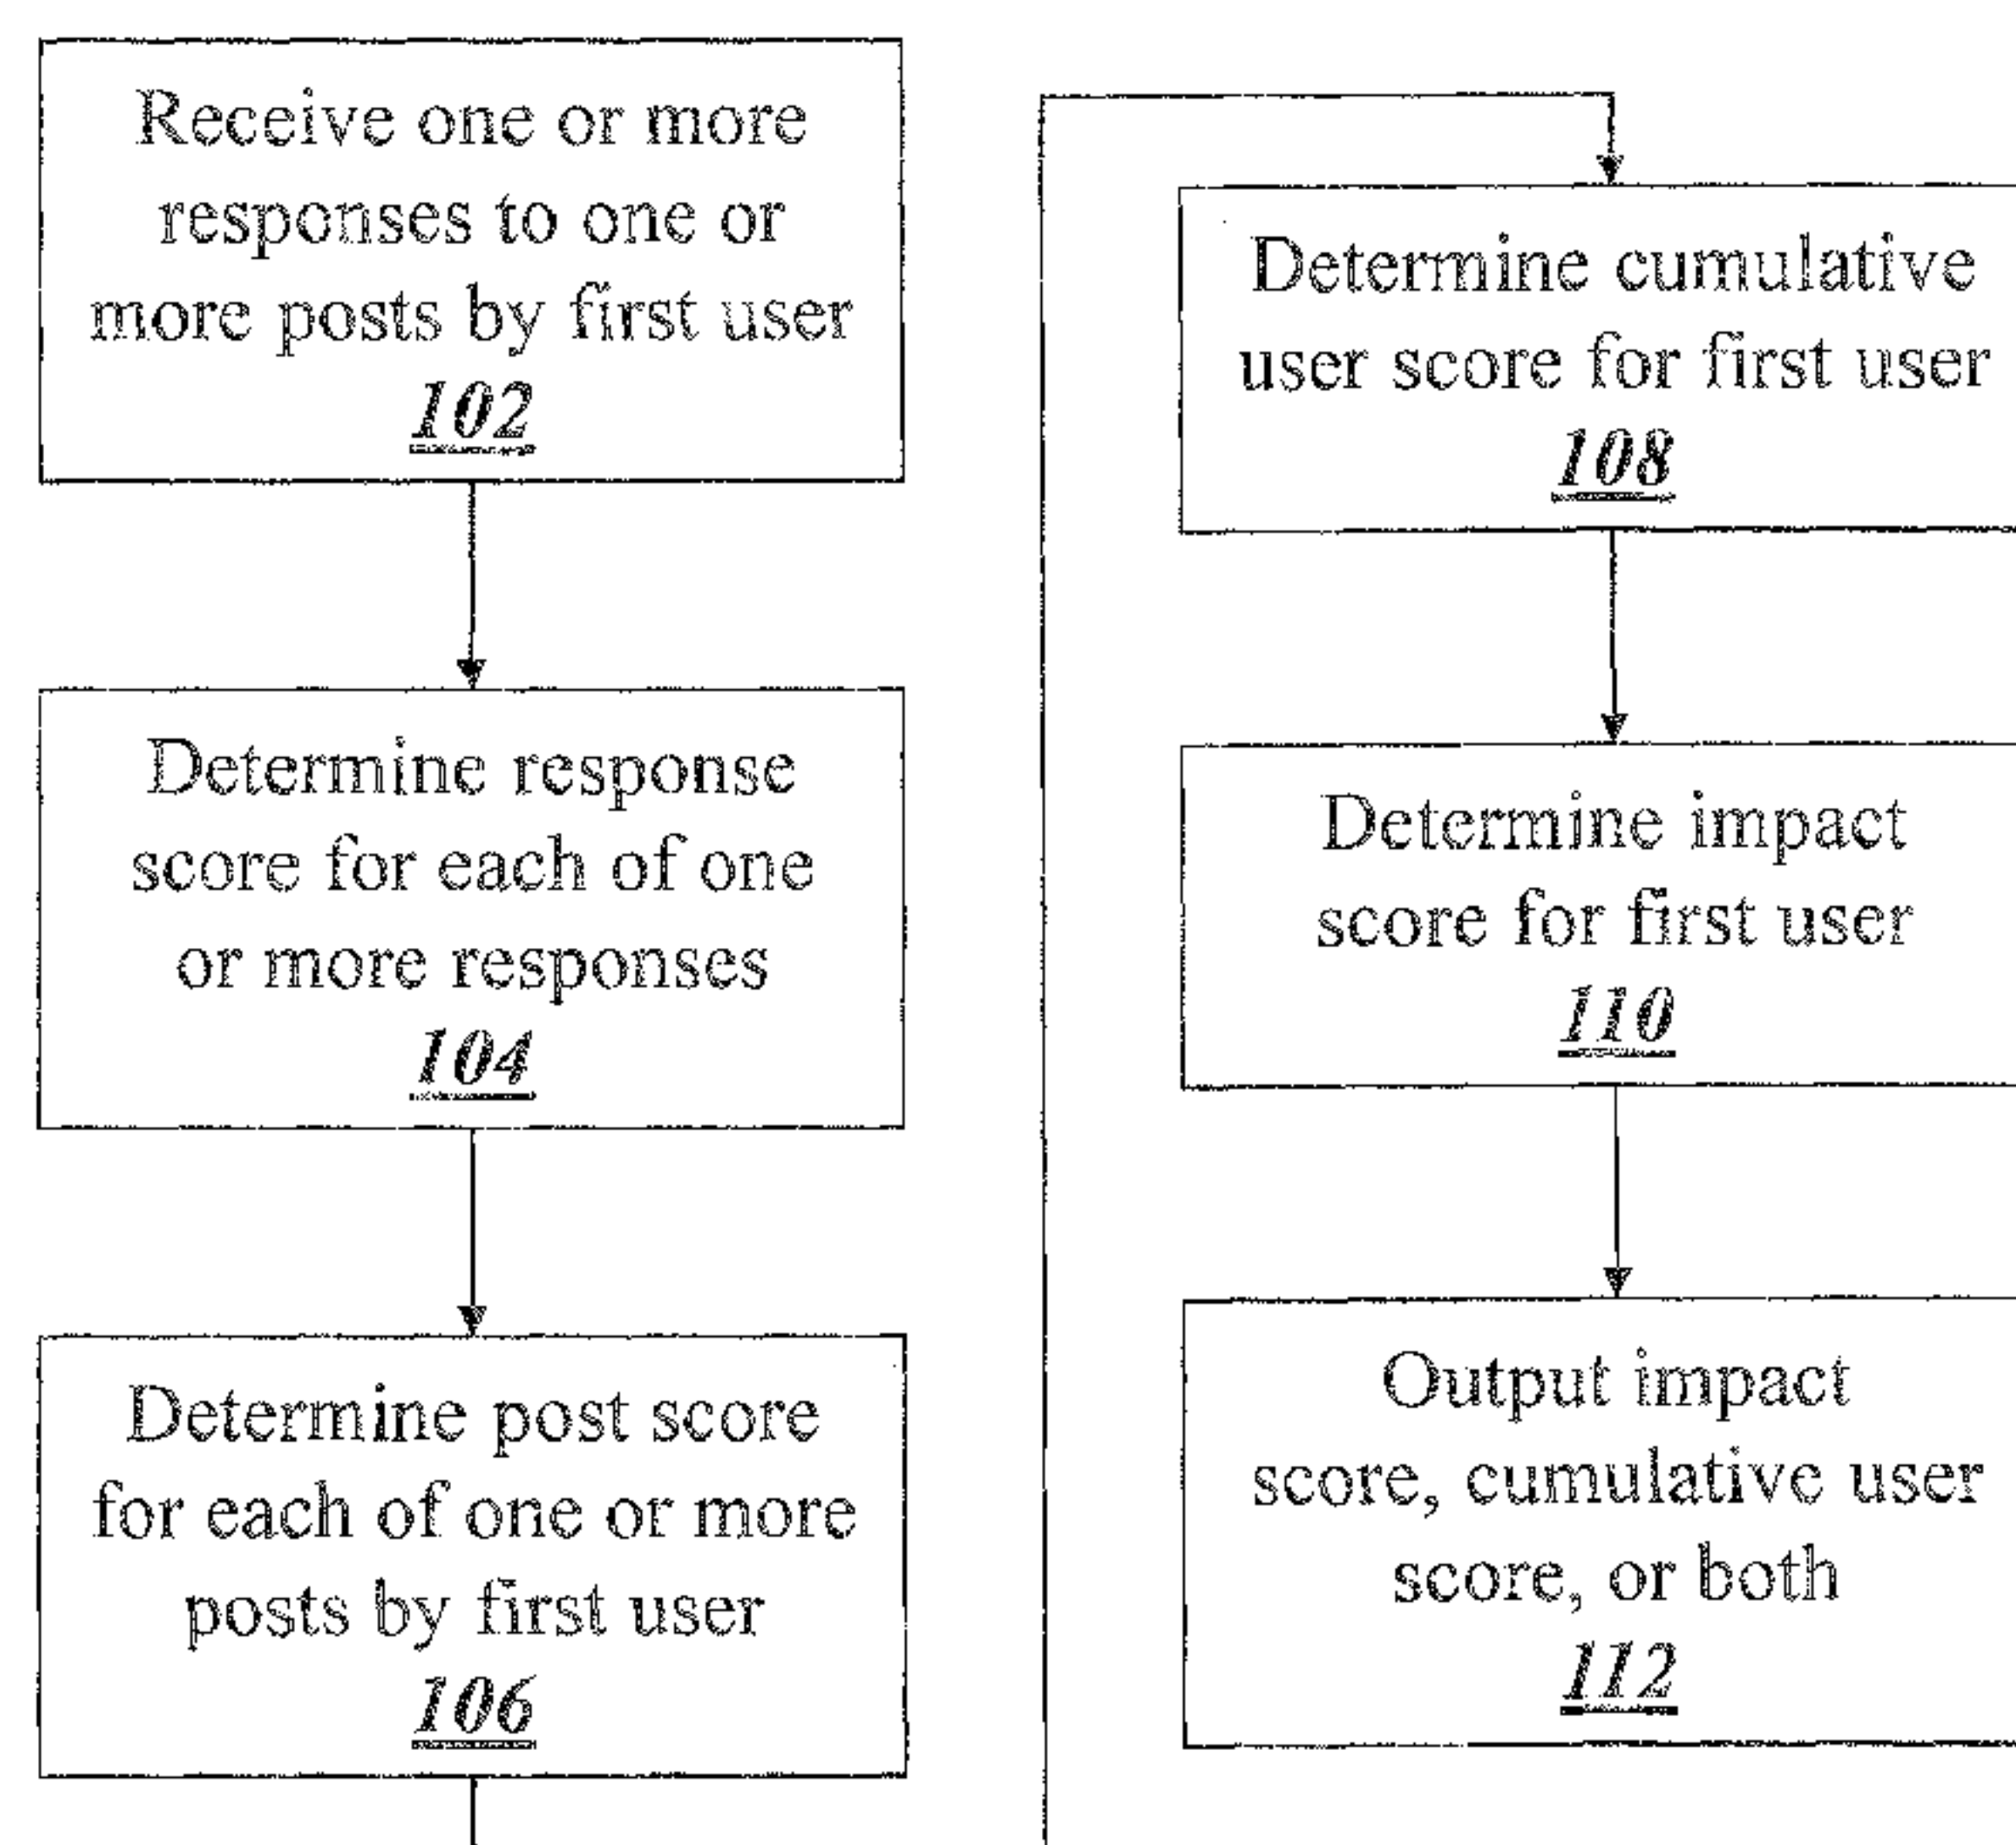 Receive one or more
responses to one or
more posts by first user
102
Determine response
score for each of one
or more responses
104
Determine post score
for each of one or more
posts by first user
106
Determine cumulative
user score for first user
108
Determine impact
score for first user
110
Output impact
score, cumulative user
score, or both
112